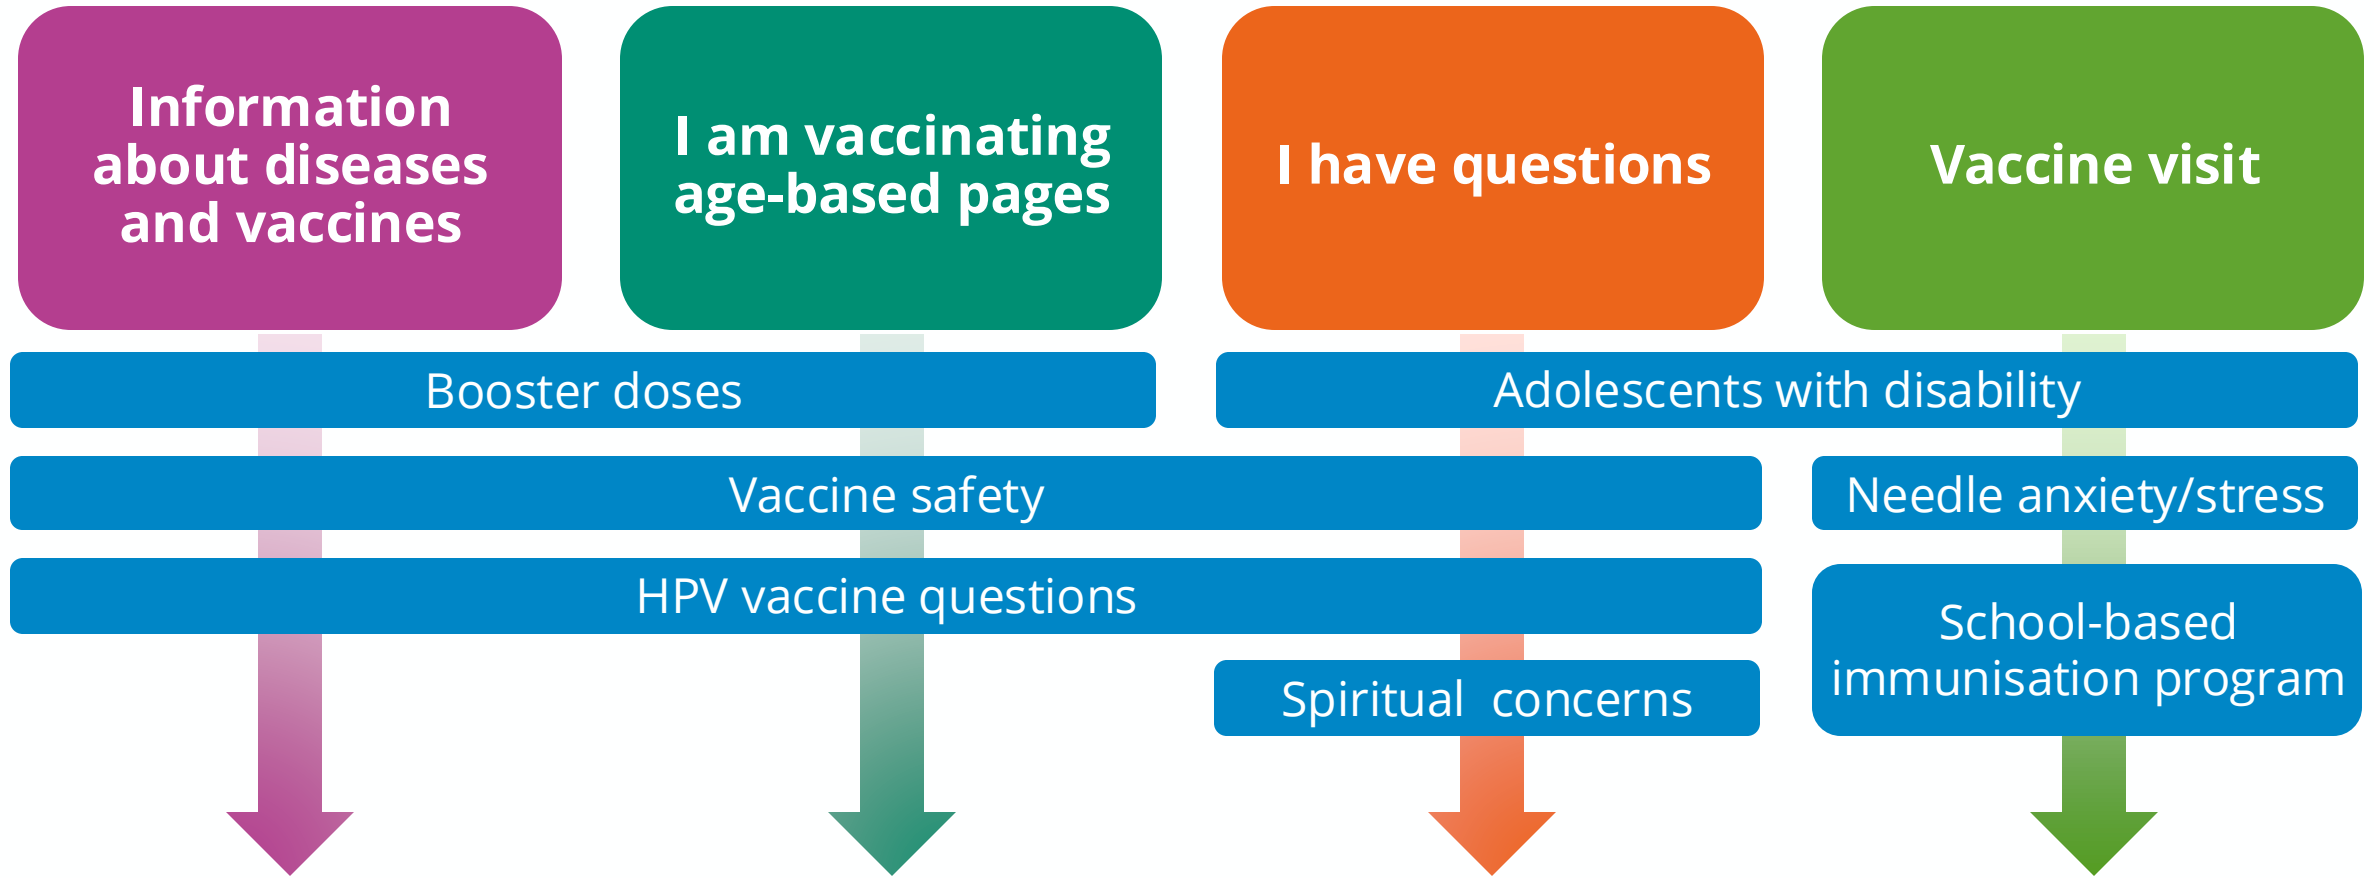 Information
about diseases
and vaccines
I am vaccinating
age-based pages
I have questions
Vaccine visit
Booster doses
Adolescents with disability
Vaccine safety
Needle anxiety/stress
HPV vaccine questions
School-based
immunisation program
Spiritual  concerns